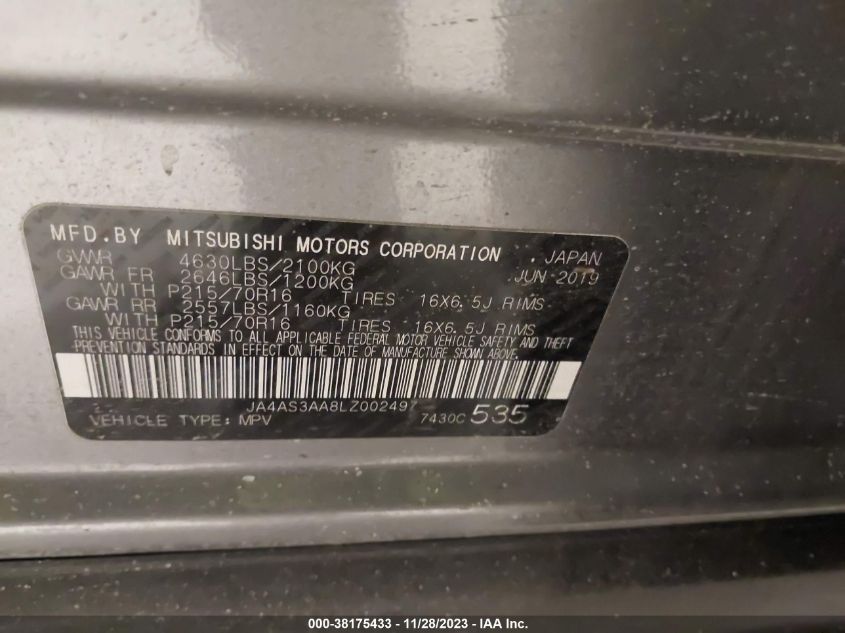 MFD.BY MITSUBISHI MOTORS CORPORATION . JAPAN
GVWR 4630LBS/2100KG JUN 2019
GAWR FR 2646LBS/1200KG
WITH P215/70R16 TIRES 16X6.5J RIMS
GAWR RR 2557LBS/1160KG
WITH P215/70R16 TIRES 16X6.5J RIMS
THIS VEHICLE CONFORMS TO ALL APPLICABLE FEDERAL MOTOR VEHICLE SAFETY AND THEFT
PREVENTION STANDARDS IN EFFECT ON THE DATE OF MANUFACTURE SHOWN ABOVE.
JA4AS3AA8LZ002497
VEHICLE TYPE: MPV 7430C 535
000-38175433 - 11/28/2023 - IAA Inc.